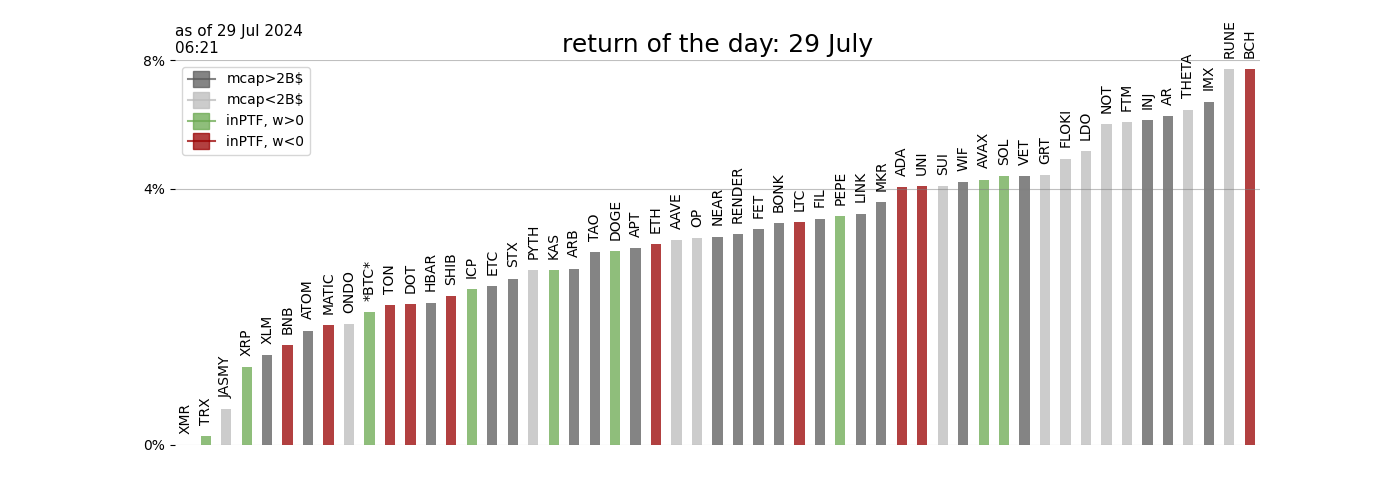 as of 29 Jul 2024
06:21
return of the day: 29 July
8%
4%
0%
mcap>2B$
mcap<2B$
inPTF, w>0
inPTF, w<0
XMR
TRX
JASMY
XRP
XLM
BNB
ATOM
MATIC
ONDO
*BTC*
TON
DOT
HBAR
SHIB
ICP
ETC
STX
PYTH
KAS
ARB
TAO
DOGE
APT
ETH
AAVE
OP
NEAR
RENDER
FET
BONK
LTC
FIL
PEPE
LINK
MKR
ADA
UNI
SUI
WIF
AVAX
SOL
VET
GRT
FLOKI
LDO
NOT
FTM
INJ
AR
THETA
IMX
RUNE
BCH